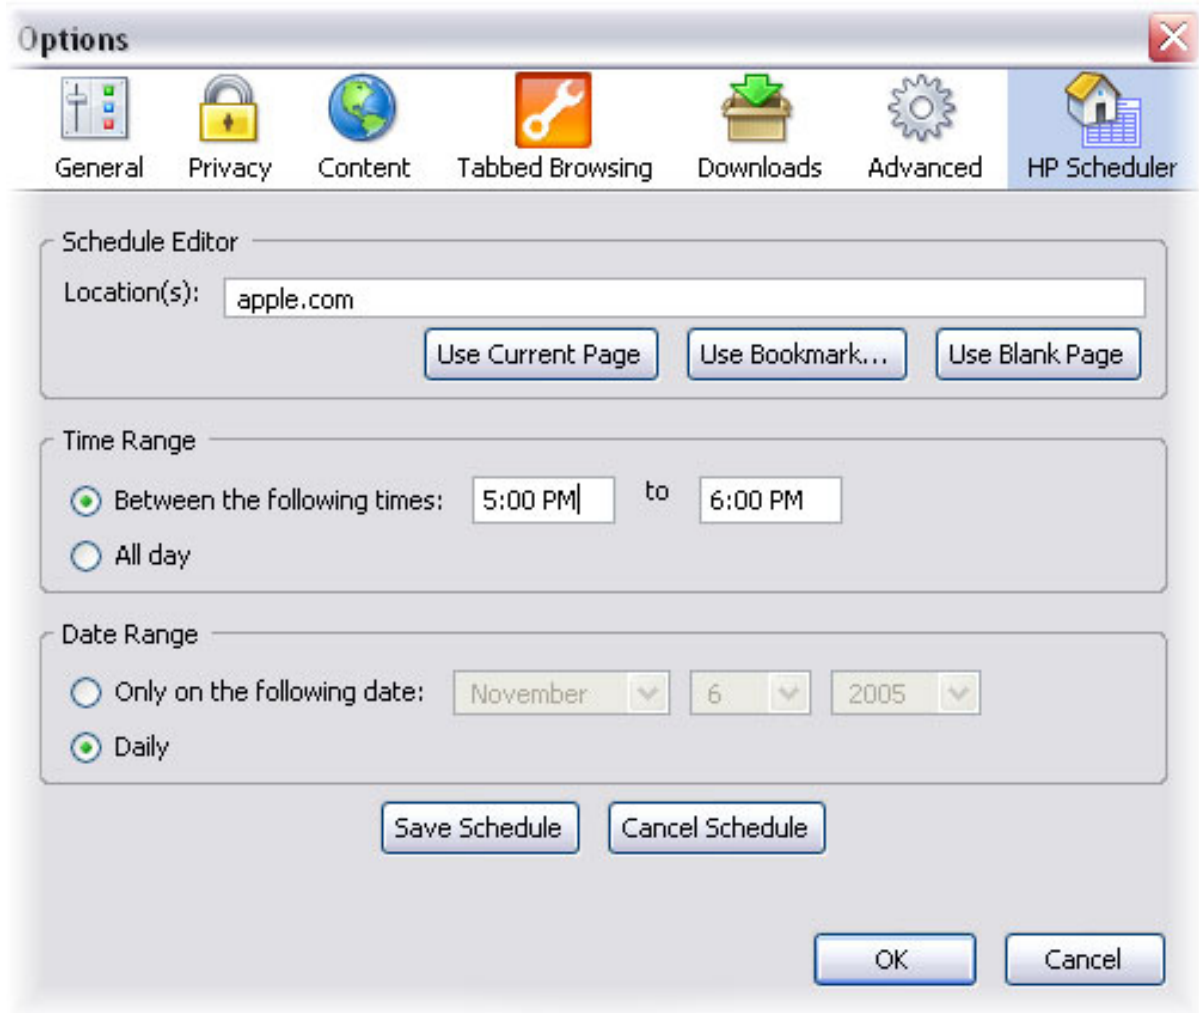 Options
General Privacy Content Tabbed Browsing Downloads Advanced HP Scheduler
Schedule Editor
Location(s): apple.com
Use Current Page Use Bookmark... Use Blank Page
Time Range
Between the following times: 5:00 PM to 6:00 PM
All day
Date Range
Only on the following date: November 6 2005
Daily
Save Schedule Cancel Schedule
OK Cancel